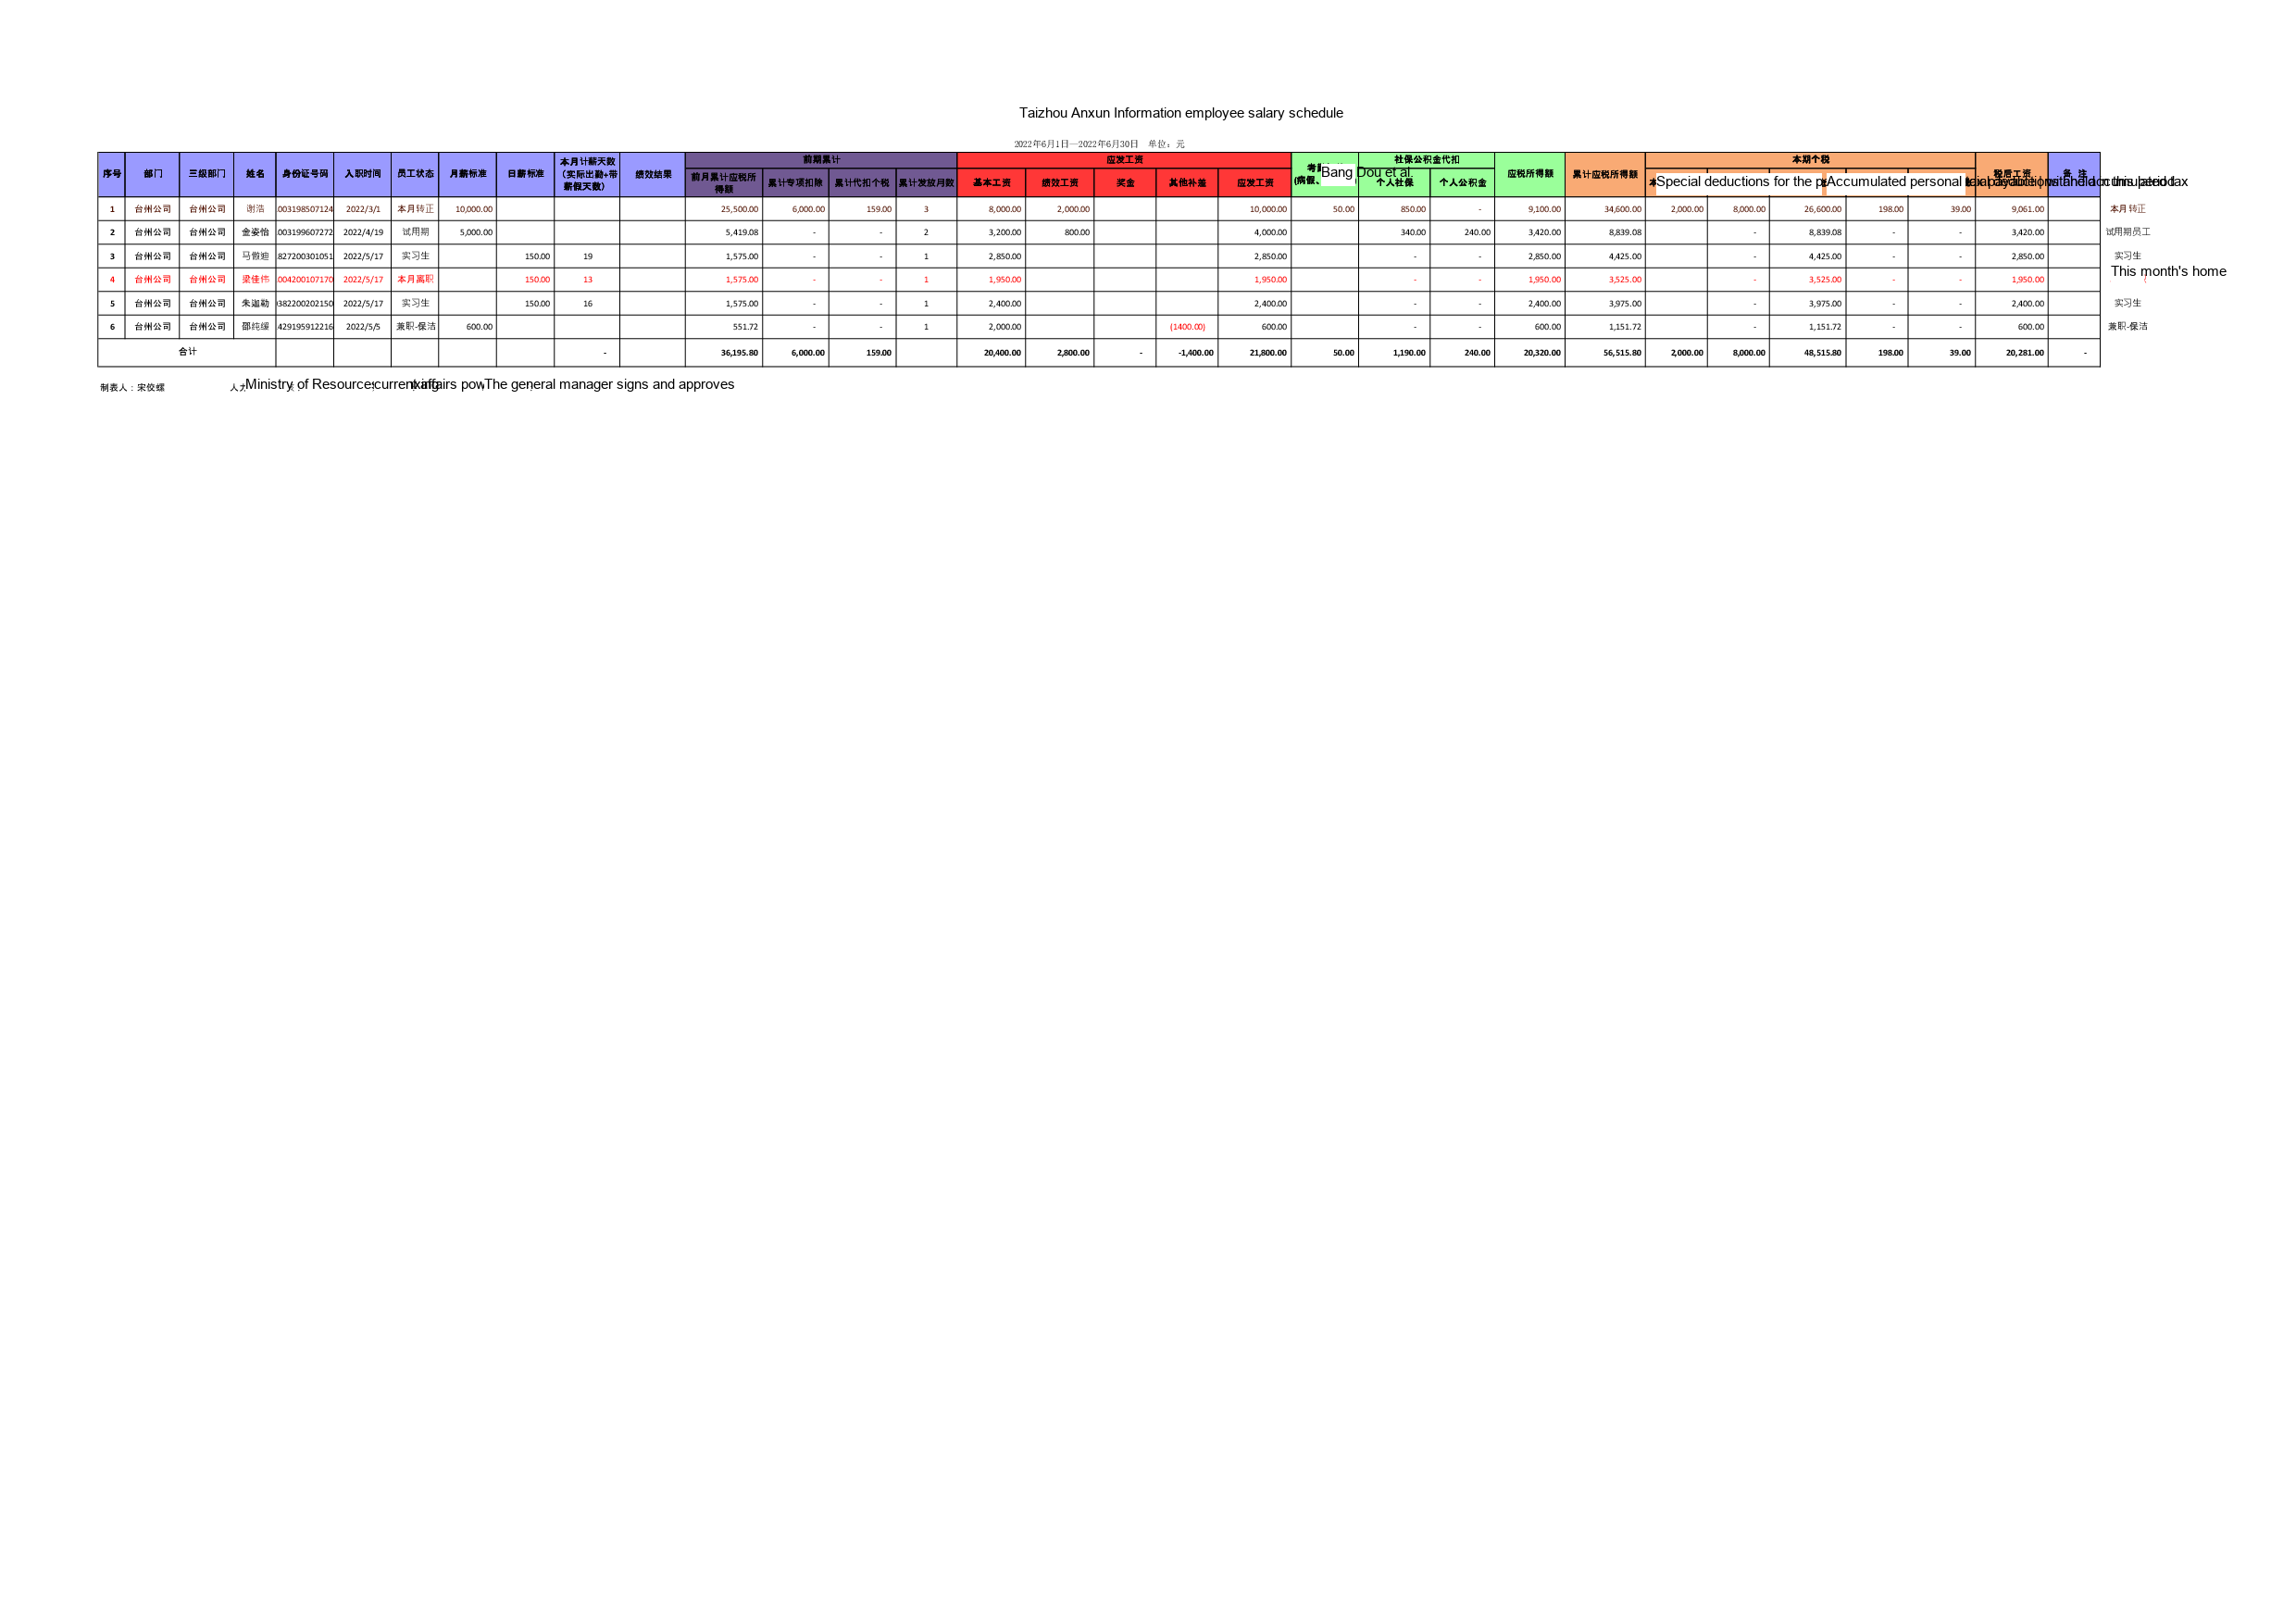 Taizhou Anxun Information employee salary schedule
2022年6月1日—2022年6月30日 单位：元
序号 部门 三级部门 姓名 身份证号码 入职时间 员工状态 月薪标准 日薪标准 本月计薪天数（实际出勤+带薪假天数） 绩效结果 前期累计 应发工资 社保公积金代扣 应税所得额 累计应税所得额 本期个税 税后工资 备 注
前月累计应税所得额 累计专项扣除 累计代扣个税 累计发放月数 基本工资 绩效工资 奖金 其他补差 应发工资 Bang Dou et al. 个人社保 个人公积金 Special deductions for the Accumulated personal
1 台州公司 台州公司 谢浩 003198507124 2022/3/1 本月转正 10,000.00 25,500.00 6,000.00 159.00 3 8,000.00 2,000.00 10,000.00 50.00 850.00 - 9,100.00 34,600.00 2,000.00 8,000.00 26,600.00 198.00 39.00 9,061.00 本月转正
2 台州公司 台州公司 金姿怡 003199607272 2022/4/19 试用期 5,000.00 5,419.08 - - 2 3,200.00 800.00 4,000.00 340.00 240.00 3,420.00 8,839.08 - 8,839.08 - - 3,420.00 试用期员工
3 台州公司 台州公司 827200301051 2022/5/17 实习生 150.00 19 1,575.00 - - 1 2,850.00 2,850.00 - - 2,850.00 4,425.00 - 4,425.00 - - 2,850.00 实习生
4 台州公司 台州公司 梁佳伟 004200107170 2022/5/17 本月离职 150.00 13 1,575.00 - - 1 1,950.00 1,950.00 - - 1,950.00 3,525.00 - 3,525.00 - - 1,950.00 This month's home
5 台州公司 台州公司 382200202150 2022/5/17 实习生 150.00 16 1,575.00 - - 1 2,400.00 2,400.00 - - 2,400.00 3,975.00 - 3,975.00 - - 2,400.00 实习生
6 台州公司 台州公司 429195912216 2022/5/5 兼职-保洁 600.00 551.72 - - 1 2,000.00 (1400.00) 600.00 - - 600.00 1,151.72 - 1,151.72 - - 600.00 兼职-保洁
合计 - 36,195.80 6,000.00 159.00 20,400.00 2,800.00 - -1,400.00 21,800.00 50.00 1,190.00 240.00 20,320.00 56,515.80 2,000.00 8,000.00 48,515.80 198.00 39.00 20,281.00 -
制表人：宋佼蝶 Ministry of Resource current affairs The general manager signs and approves